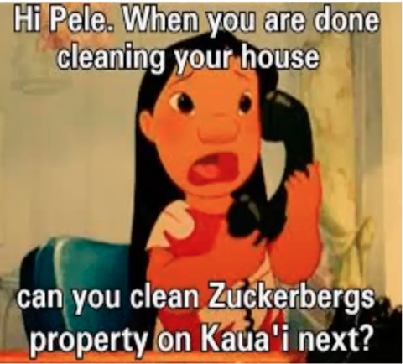 Hi Pele. When you are done
cleaning your house
can you clean Zuckerbergs
property on Kaua'i next?